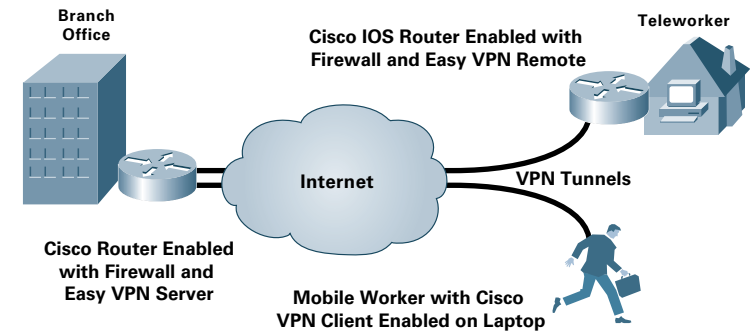 Branch
Office
Cisco IOS Router Enabled with
Firewall and Easy VPN Remote
Teleworker
Internet
VPN Tunnels
Cisco Router Enabled
with Firewall and
Easy VPN Server
Mobile Worker with Cisco
VPN Client Enabled on Laptop